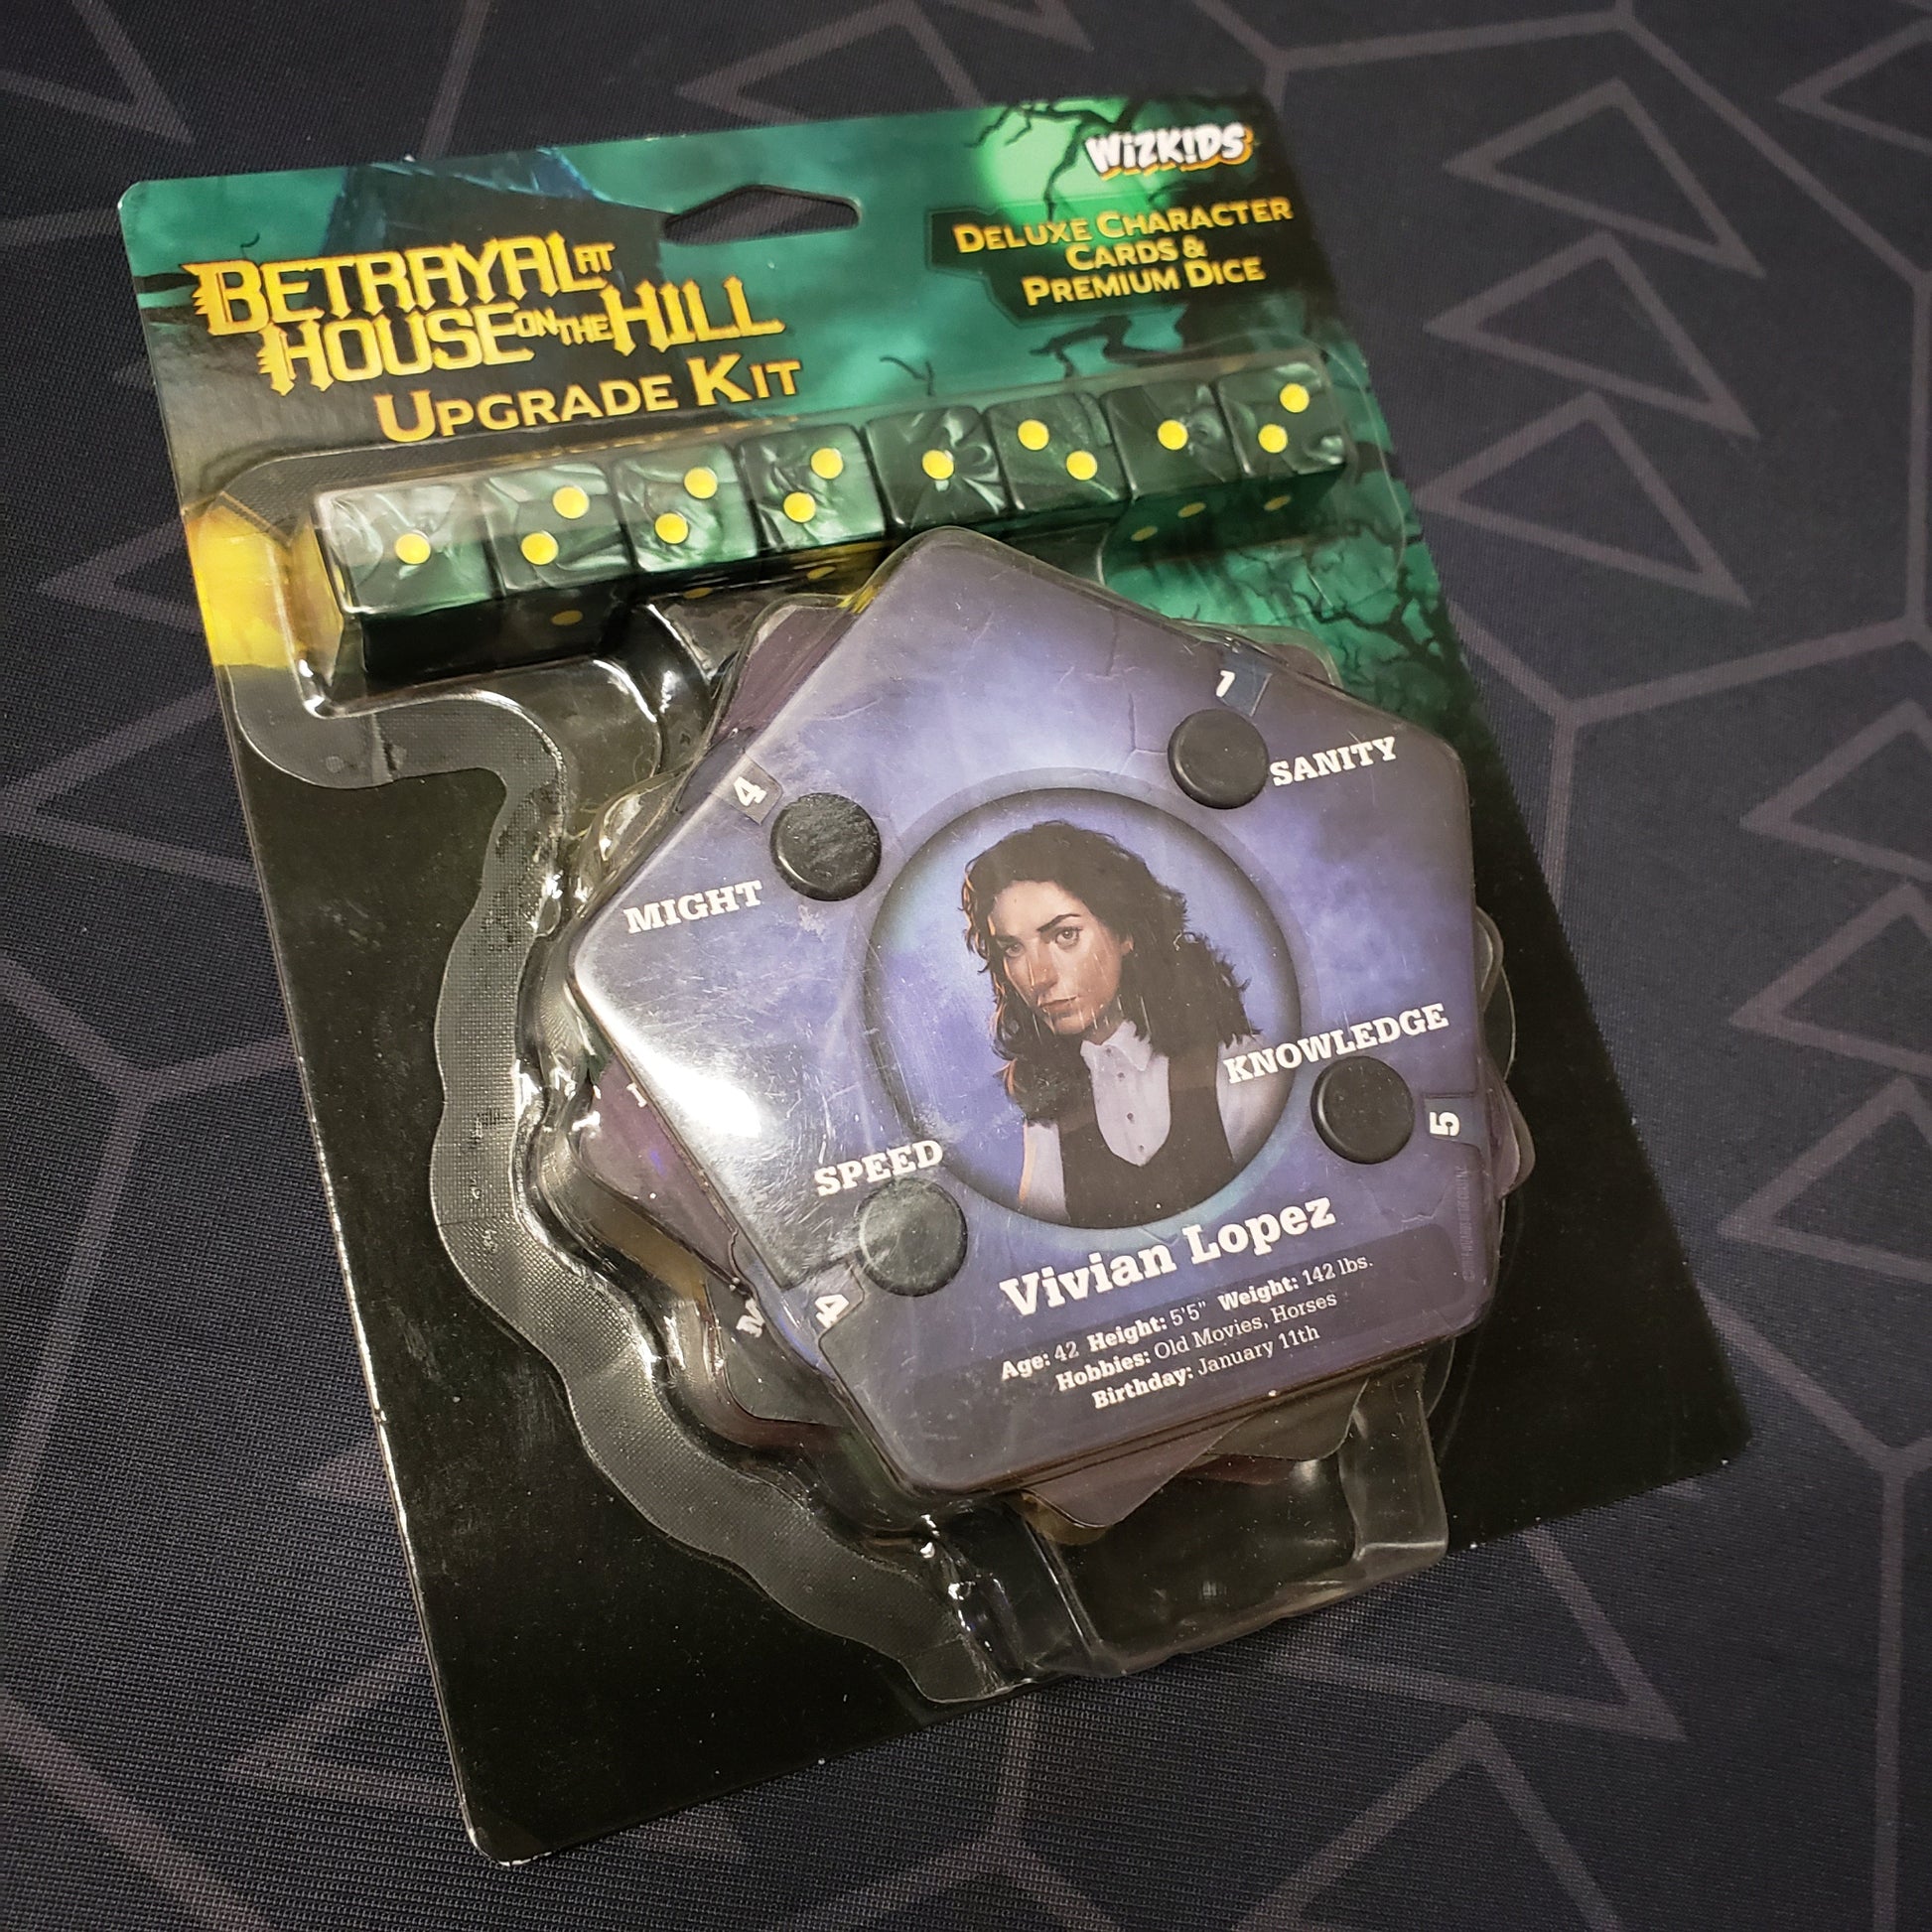 WIZKIDS
DELUXE CHARACTER
CARDS &
PREMIUM DICE
BETRAYAL AT
HOUSE ON THE HILL
UPGRADE KIT
1
SANITY
4
MIGHT
KNOWLEDGE
5
SPEED
4
Vivian Lopez
Age: 42 Height: 5'5" Weight: 142 lbs.
Hobbies: Old Movies, Horses
Birthday: January 11th